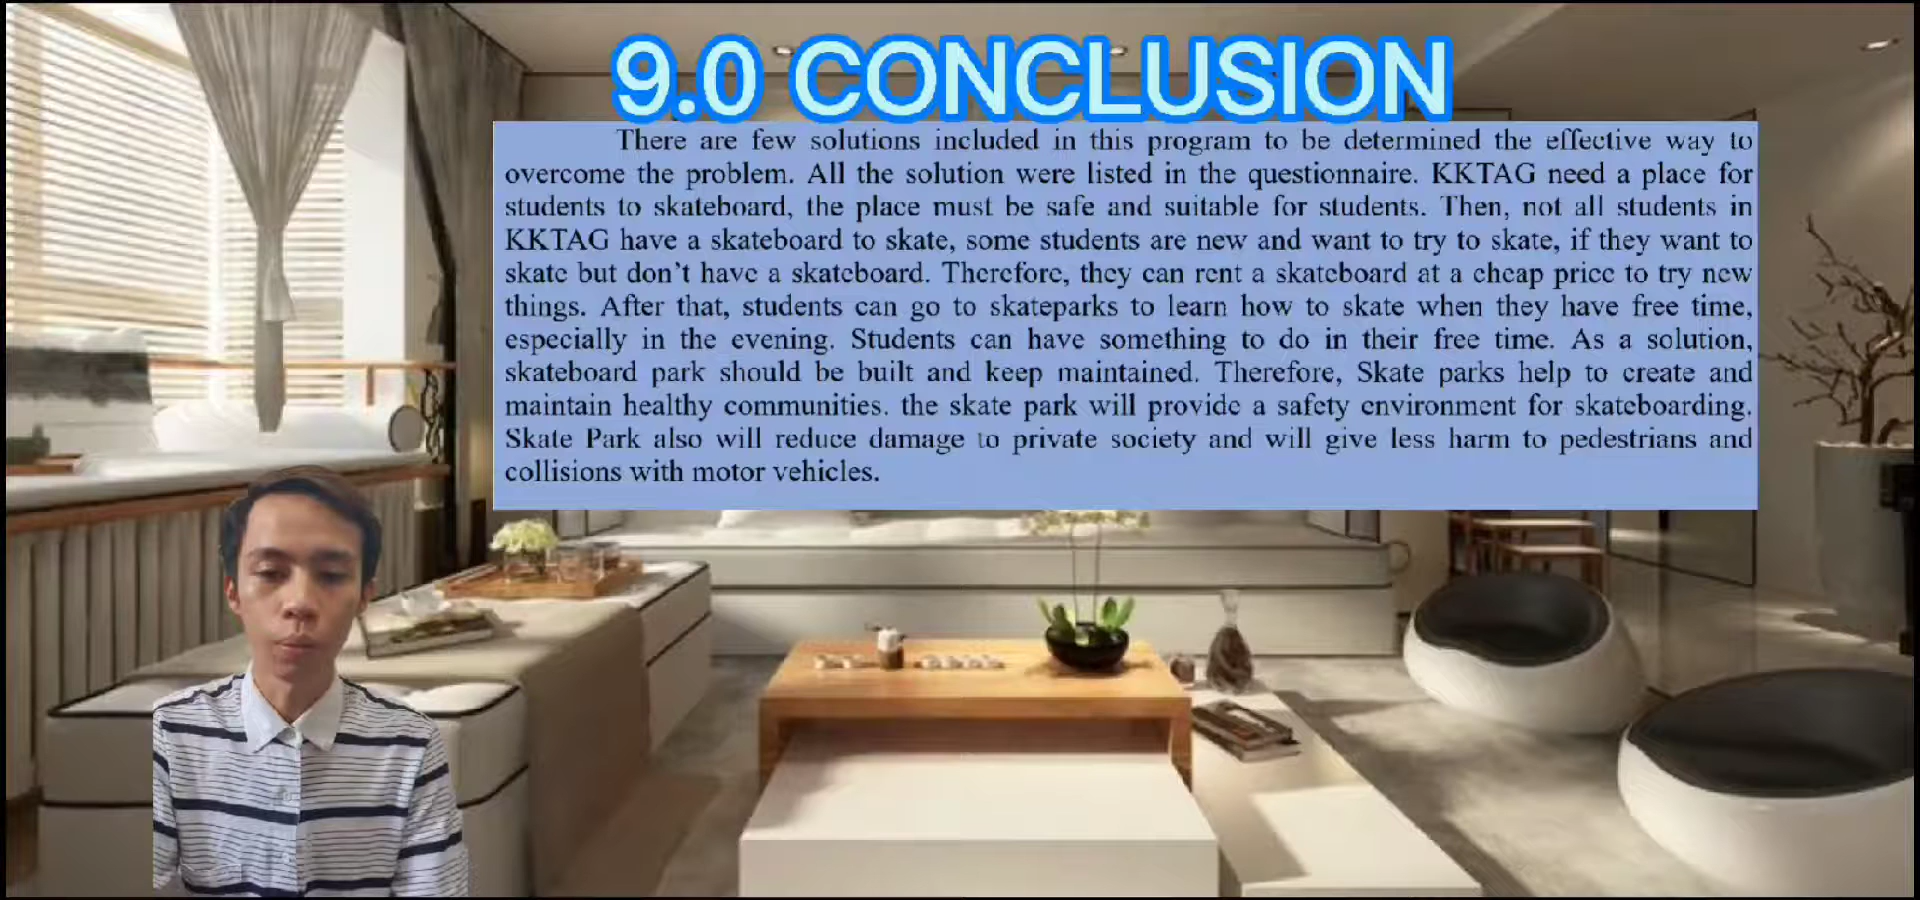 9.0 CONCLUSION
There are few solutions included in this program to be determined the effective way to
overcome the problem. All the solution were listed in the questionnaire. KKTAG need a place for
students to skateboard, the place must be safe and suitable for students. Then, not all students in
KKTAG have a skateboard to skate, some students are new and want to try to skate, if they want to
skate but don't have a skateboard. Therefore, they can rent a skateboard at a cheap price to try new
things. After that, students can go to skateparks to learn how to skate when they have free time,
especially in the evening. Students can have something to do in their free time. As a solution,
skateboard park should be built and keep maintained. Therefore, Skate parks help to create and
maintain healthy communities. the skate park will provide a safety environment for skateboarding.
Skate Park also will reduce damage to private society and will give less harm to pedestrians and
collisions with motor vehicles.